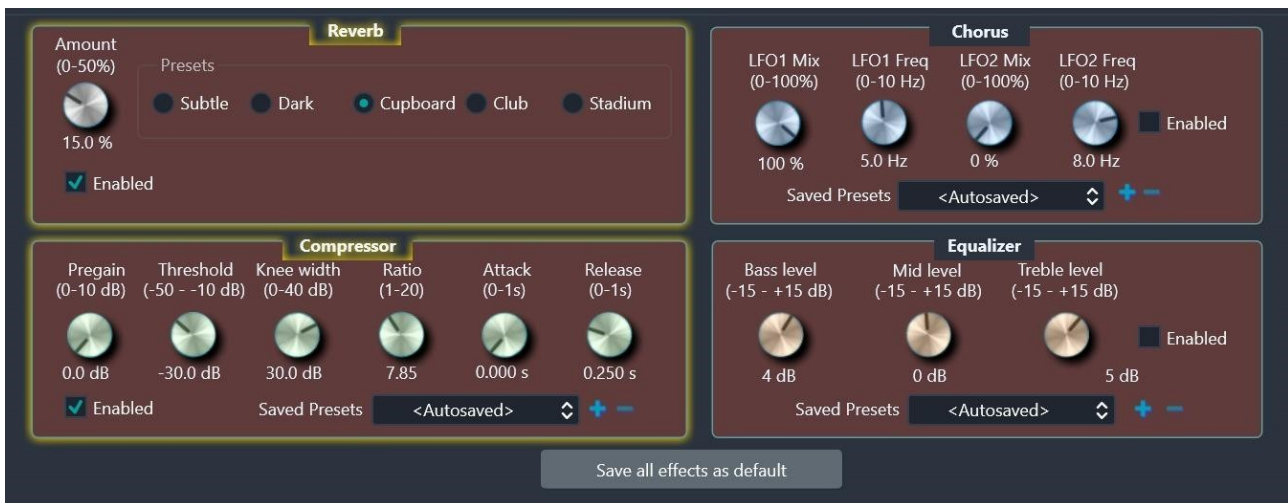 Reverb
Amount
(0-50%)
Presets
Subtle Dark Cupboard Club Stadium
15.0 %
Enabled
Chorus
LFO1 Mix LFO1 Freq LFO2 Mix LFO2 Freq
(0-100%) (0-10 Hz) (0-100%) (0-10 Hz)
Enabled
100 % 5.0 Hz 0 % 8.0 Hz
Saved Presets <Autosaved>
Compressor
Pregain Threshold Knee width Ratio Attack Release
(0-10 dB) (-50 - -10 dB) (0-40 dB) (1-20) (0-1s) (0-1s)
0.0 dB -30.0 dB 30.0 dB 7.85 0.000 s 0.250 s
Enabled Saved Presets <Autosaved>
Equalizer
Bass level Mid level Treble level
(-15 - +15 dB) (-15 - +15 dB) (-15 - +15 dB)
Enabled
4 dB 0 dB 5 dB
Saved Presets <Autosaved>
Save all effects as default